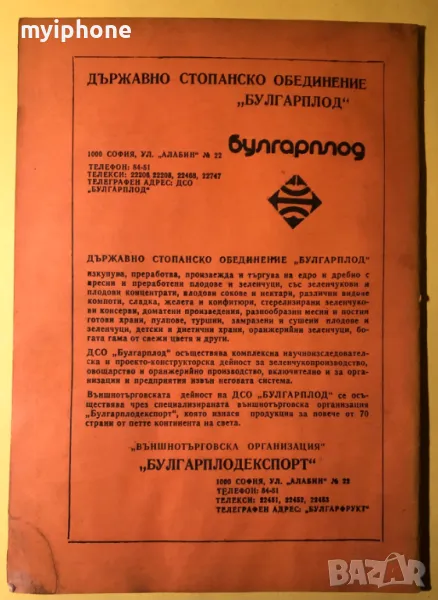 myiphone
ДЪРЖАВНО СТОПАНСКО ОБЕДИНЕНИЕ
„БУЛГАРПЛОД"
булгарплод
1000 СОФИЯ, УЛ. „АЛАБИН" № 22
ТЕЛЕФОН: 84-51
ТЕЛЕКСИ: 22206, 22208, 22468, 22747
ТЕЛЕГРАФЕН АДРЕС: ДСО
„БУЛГАРПЛОД"
ДЪРЖАВНО СТОПАНСКО ОБЕДИНЕНИЕ „БУЛГАРПЛОД"
изкупува, преработва, произвежда и търгува на едро и дребно с
пресни и преработени плодове и зеленчуци, със зеленчукови и
плодови концентрати, плодови сокове и нектари, различни видове
компоти, сладка, желета и конфитюри, стерилизирани зеленчуко-
ви консерви, доматени произведения, разнообразни месни и постни
готови храни, пулпове, туршии, замразени и сушени плодове и
зеленчуци, детски и диетични храни, оранжерийни зеленчуци, бо-
гата гама от свежи цветя и други.
ДСО „Булгарплод" осъществява комплексна научноизследовател-
ска и проекто-конструкторска дейност за зеленчукопроизводство,
овощарство и оранжерийно производство, включително и за орга-
низации и предприятия извън неговата система.
Външнотърговската дейност на ДСО „БУЛГАРПЛОД" се осъ-
ществява чрез специализираната външнотърговска организация
„Булгарплодекспорт", която изнася продукция за повече от 70
страни от петте континента на света.
„ВЪНШНОТЪРГОВСКА ОРГАНИЗАЦИЯ"
„БУЛГАРПЛОДЕКСПОРТ"
1000 СОФИЯ, УЛ. „АЛАБИН" № 22
ТЕЛЕФОН: 84-51
ТЕЛЕКСИ: 22451, 22452, 22453
ТЕЛЕГРАФЕН АДРЕС: „БУЛГАРФРУКТ"
BAZAR
bg